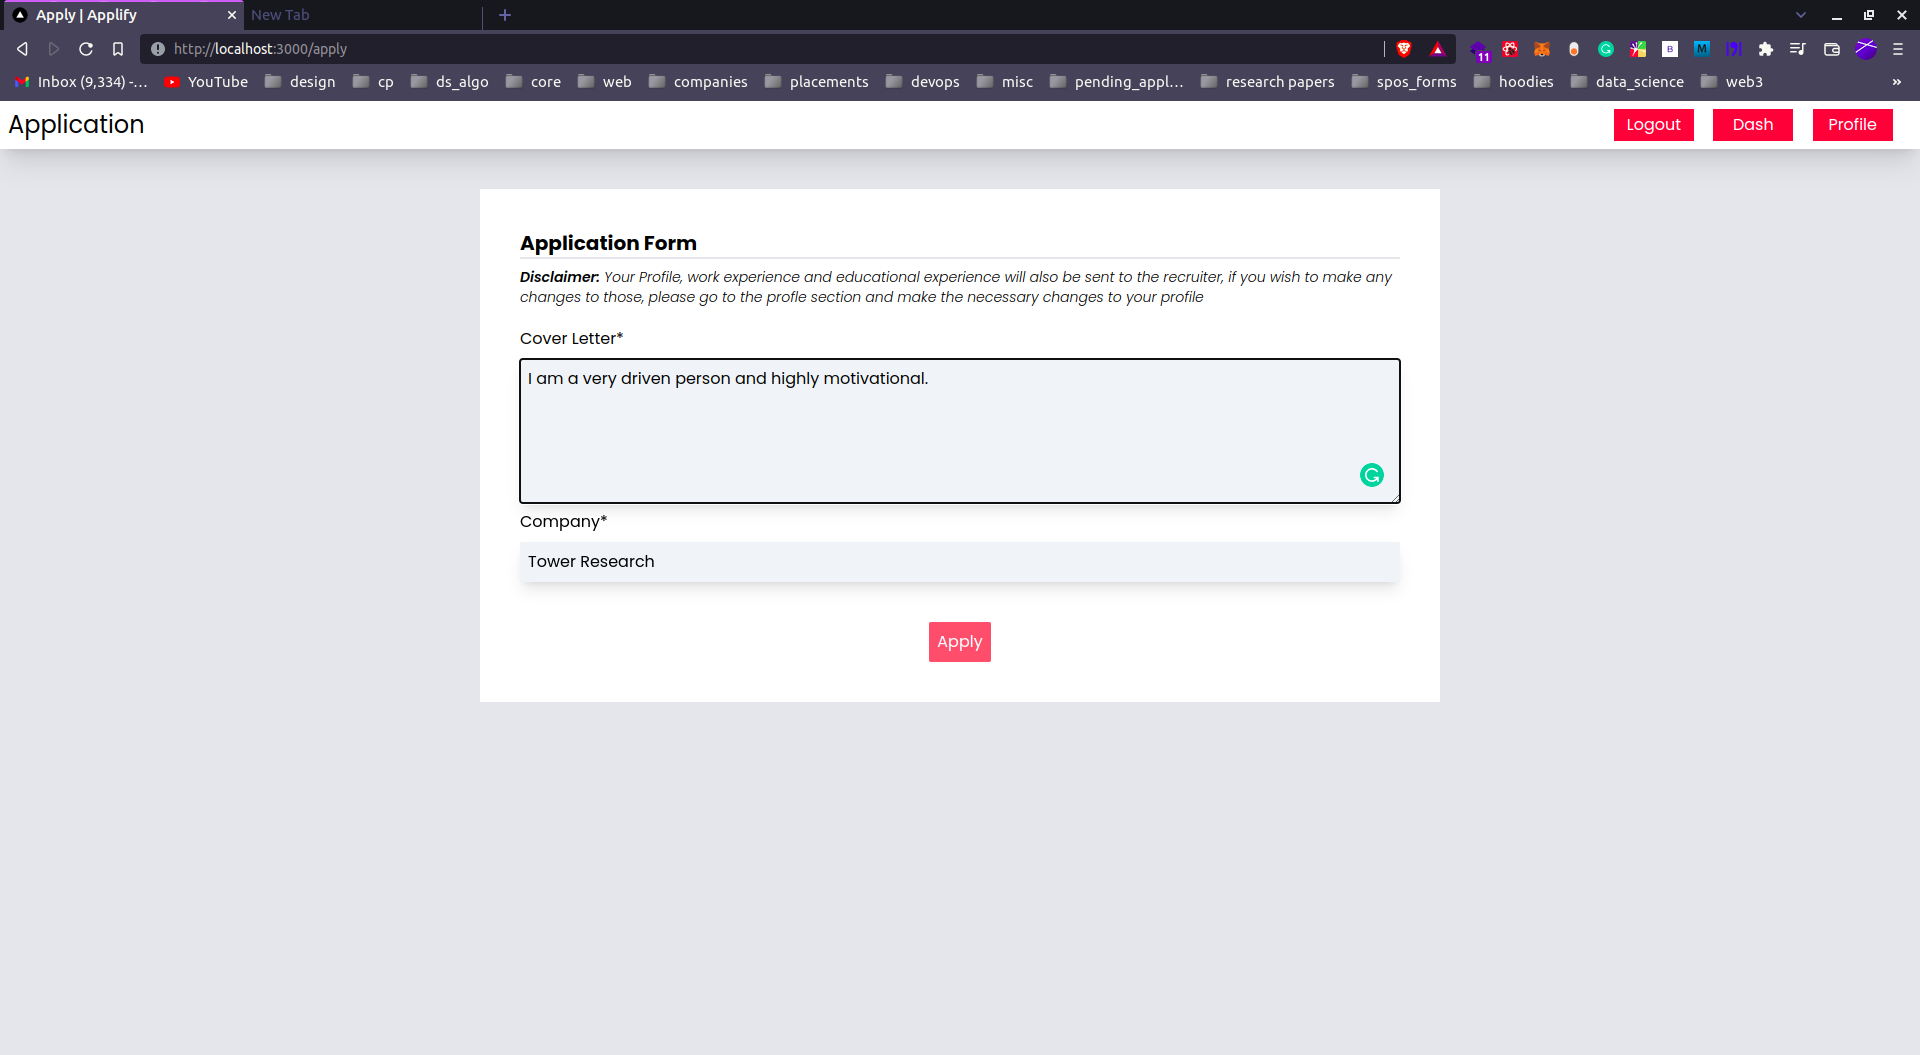 Apply | Applify
New Tab
http://localhost:3000/apply
11
B
M
Inbox (9,334) -...
YouTube
design
cp
ds_algo
core
web
companies
placements
devops
misc
pending_appl...
research papers
spos_forms
hoodies
data_science
web3
»
Application
Logout
Dash
Profile
Application Form
Disclaimer: Your Profile, work experience and educational experience will also be sent to the recruiter, if you wish to make any
changes to those, please go to the profle section and make the necessary changes to your profile
Cover Letter*
I am a very driven person and highly motivational.
Company*
Tower Research
Apply